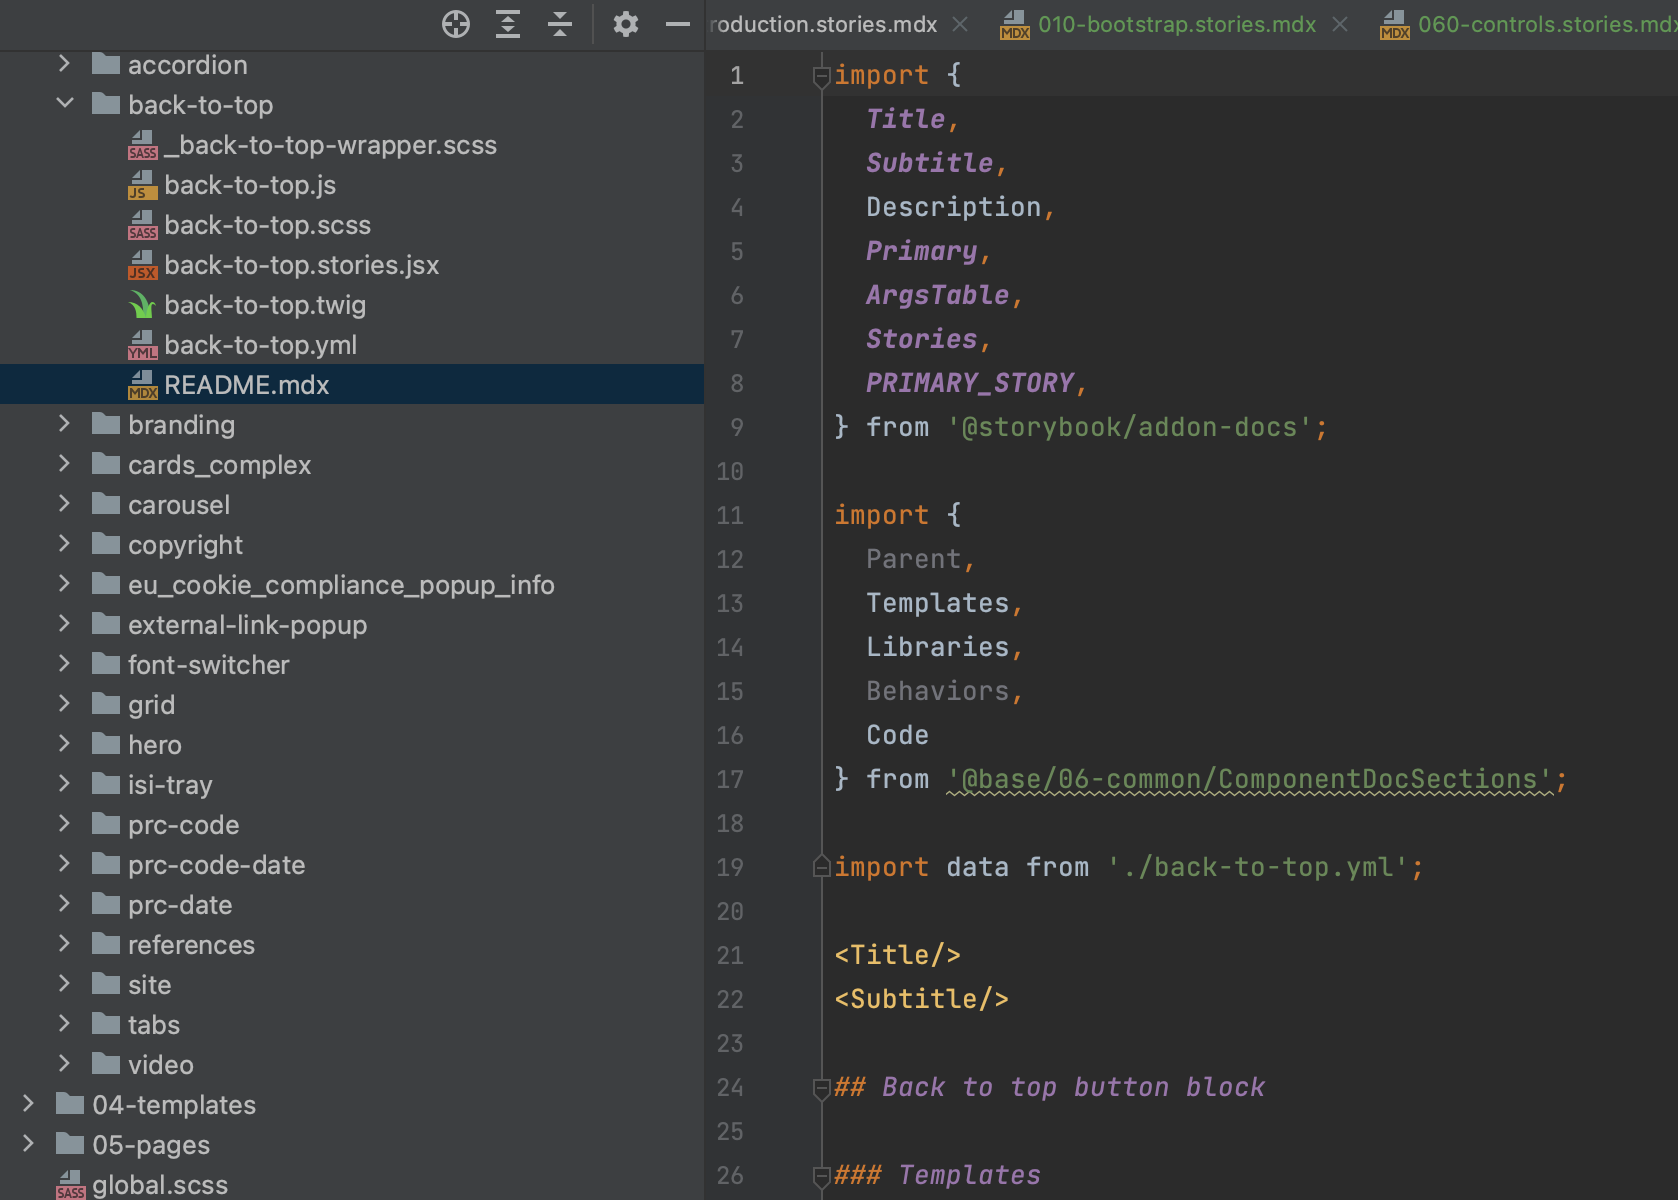 roduction.stories.mdx
MDX 010-bootstrap.stories.mdx
MDX 060-controls.stories.mdx
accordion
back-to-top
SASS _back-to-top-wrapper.scss
JS back-to-top.js
SASS back-to-top.scss
JSX back-to-top.stories.jsx
back-to-top.twig
YML back-to-top.yml
MDX README.mdx
branding
cards_complex
carousel
copyright
eu_cookie_compliance_popup_info
external-link-popup
font-switcher
grid
hero
isi-tray
prc-code
prc-code-date
prc-date
references
site
tabs
video
04-templates
05-pages
SASS global.scss
1 import {
2 Title,
3 Subtitle,
4 Description,
5 Primary,
6 ArgsTable,
7 Stories,
8 PRIMARY_STORY,
9 } from '@storybook/addon-docs';
10
11 import {
12 Parent,
13 Templates,
14 Libraries,
15 Behaviors,
16 Code
17 } from '@base/06-common/ComponentDocSections';
18
19 import data from './back-to-top.yml';
20
21 <Title/>
22 <Subtitle/>
23
24 ## Back to top button block
25
26 ### Templates